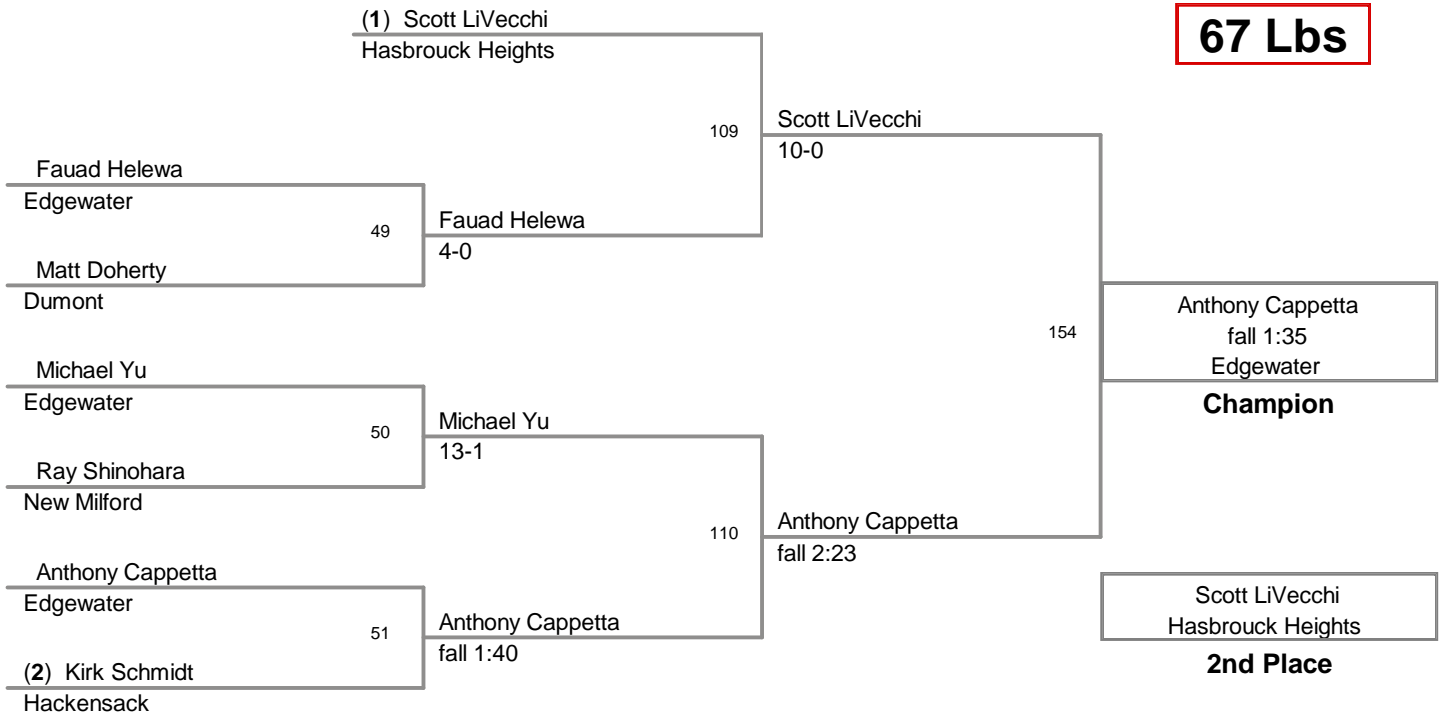 (1) Scott LiVecchi
Hasbrouck Heights
67 Lbs
109
Scott LiVecchi
10-0
Fauad Helewa
Edgewater
49
Fauad Helewa
4-0
Matt Doherty
Dumont
154
Anthony Cappetta
fall 1:35
Edgewater
Champion
Michael Yu
Edgewater
50
Michael Yu
13-1
Ray Shinohara
New Milford
110
Anthony Cappetta
fall 2:23
Anthony Cappetta
Edgewater
51
Anthony Cappetta
fall 1:40
(2) Kirk Schmidt
Hackensack
Scott LiVecchi
Hasbrouck Heights
2nd Place